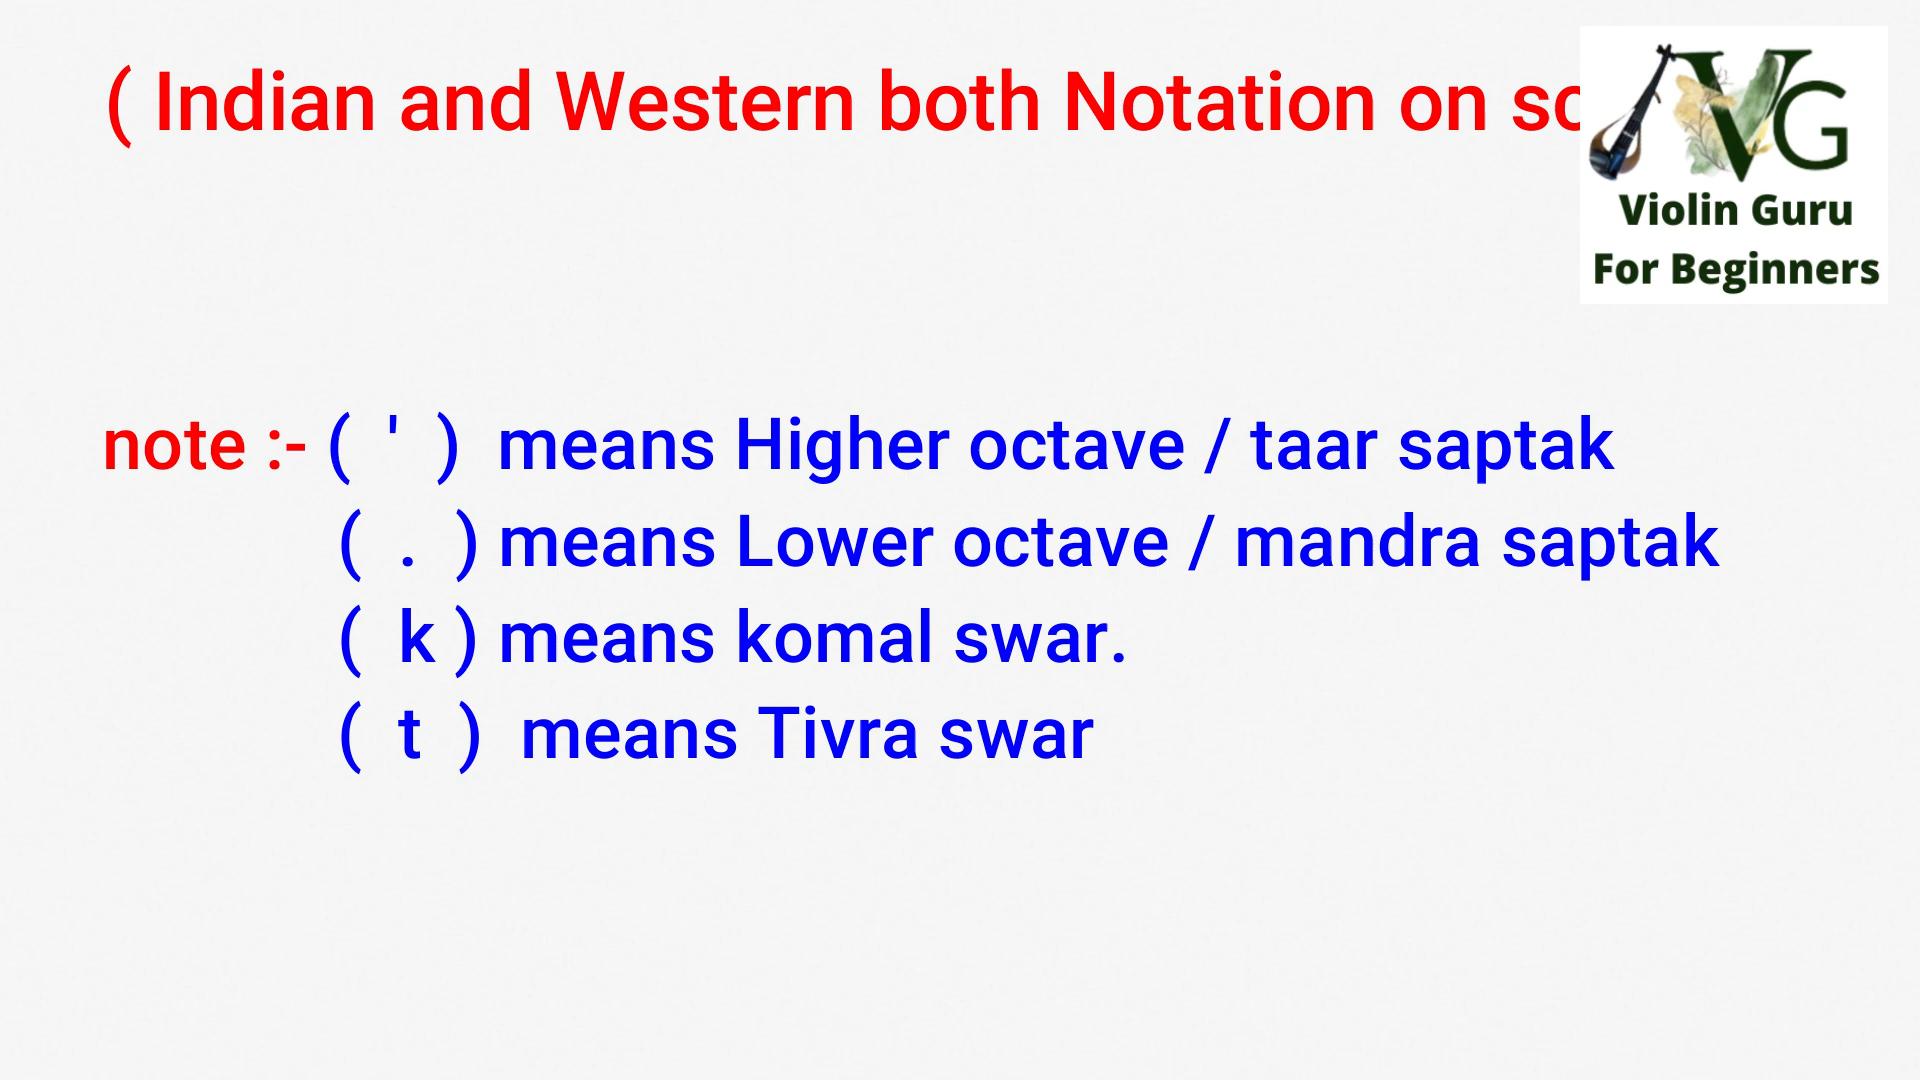 ( Indian and Western both Notation on
VG
Violin Guru
For Beginners
note :- ( ' ) means Higher octave / taar saptak
( . ) means Lower octave / mandra saptak
( k ) means komal swar.
( t ) means Tivra swar